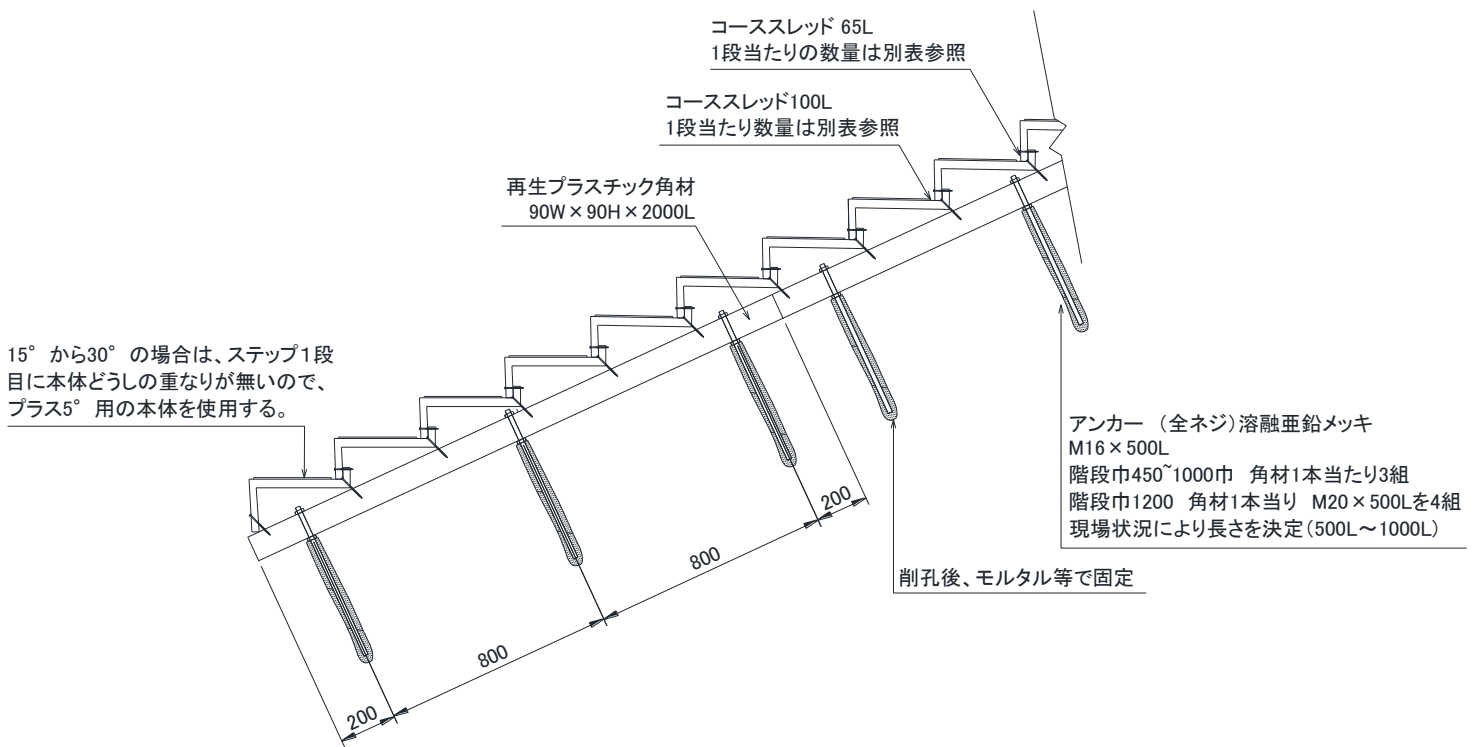 コーススレッド 65L
1段当たりの数量は別表参照
コーススレッド100L
1段当たり数量は別表参照
再生プラスチック角材
90W×90H×2000L
15° から30° の場合は、ステップ1段
目に本体どうしの重なりが無いので、
プラス5° 用の本体を使用する。
アンカー （全ネジ）溶融亜鉛メッキ
M16×500L
階段巾450~1000巾 角材1本当たり3組
階段巾1200 角材1本当り M20×500Lを4組
現場状況により長さを決定(500L～1000L)
削孔後、モルタル等で固定
200
800
800
200